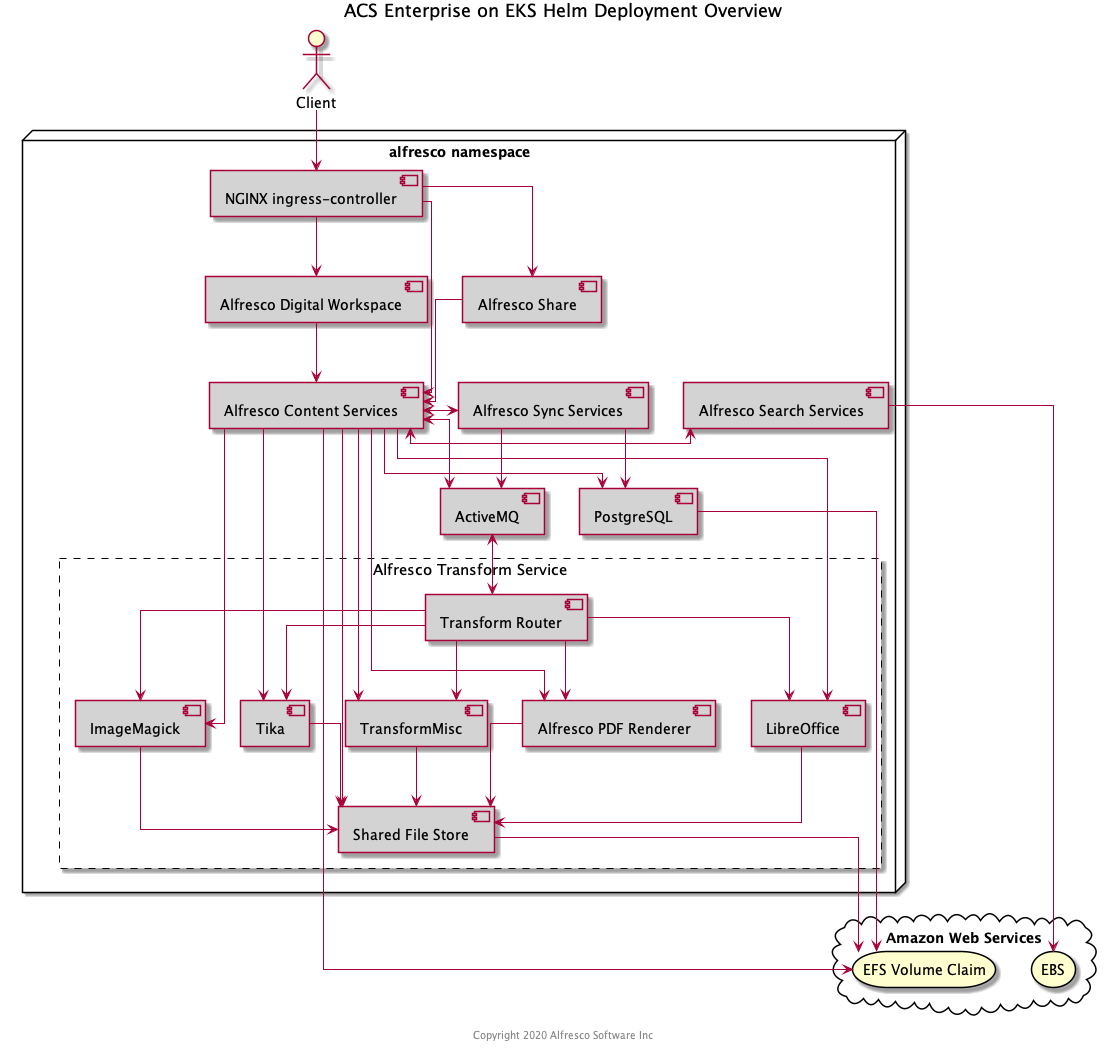 ACS Enterprise on EKS Helm Deployment Overview
Client
alfresco namespace
NGINX ingress-controller
Alfresco Digital Workspace
Alfresco Share
Alfresco Content Services
Alfresco Sync Services
Alfresco Search Services
ActiveMQ
PostgreSQL
Alfresco Transform Service
Transform Router
ImageMagick
Tika
TransformMisc
Alfresco PDF Renderer
LibreOffice
Shared File Store
Amazon Web Services
EFS Volume Claim
EBS
Copyright 2020 Alfresco Software Inc